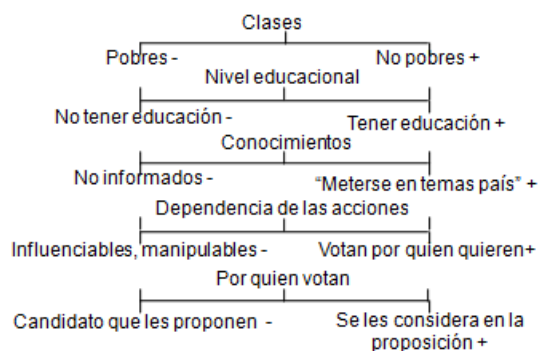 Clases
Pobres -
No pobres +
Nivel educacional
No tener educación -
Tener educación +
Conocimientos
No informados -
“Meterse en temas país” +
Dependencia de las acciones
Influenciables, manipulables -
Votan por quien quieren+
Por quien votan
Candidato que les proponen -
Se les considera en la
proposición +